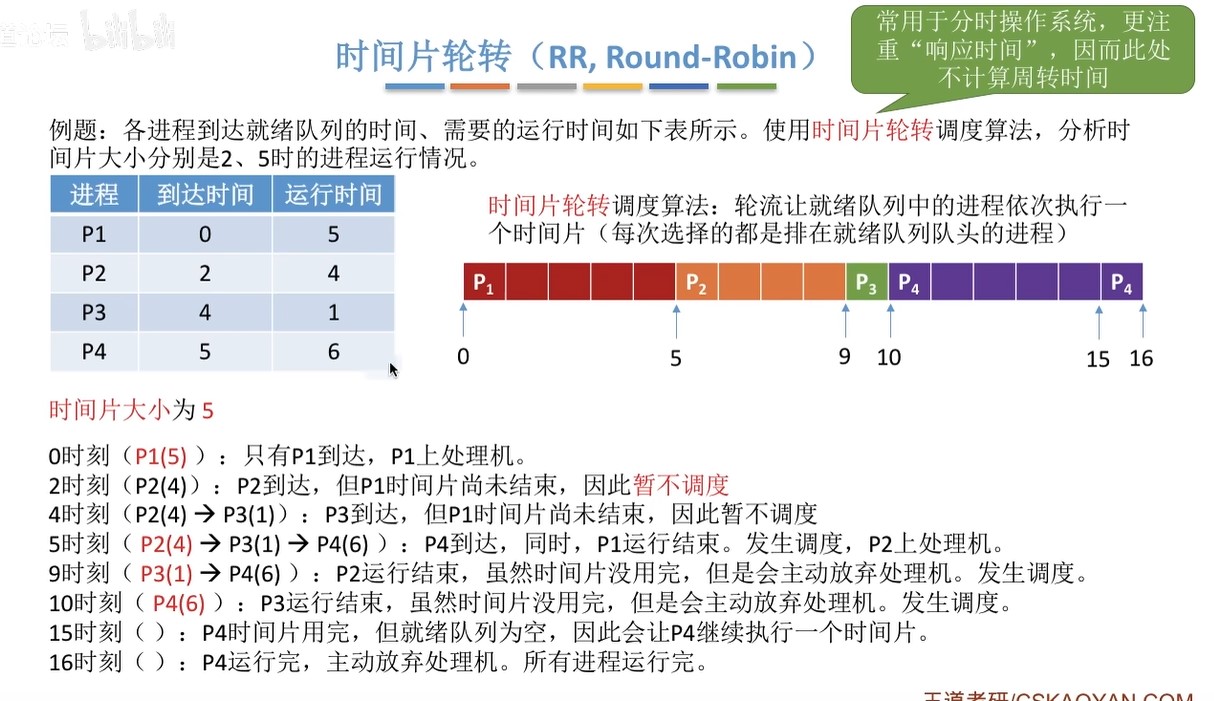 bilibili
时间片轮转（RR, Round-Robin）
常用于分时操作系统，更注
重“响应时间”，因而此处
不计算周转时间
例题：各进程到达就绪队列的时间、需要的运行时间如下表所示。使用时间片轮转调度算法，分析时
间片大小分别是2、5时的进程运行情况。
进程 到达时间 运行时间
P1 0 5
P2 2 4
P3 4 1
P4 5 6
时间片轮转调度算法：轮流让就绪队列中的进程依次执行一
个时间片（每次选择的都是排在就绪队列队头的进程）
P1 P2 P3 P4 P4
0 5 9 10 15 16
时间片大小为 5
0时刻（P1(5) ）：只有P1到达，P1上处理机。
2时刻（P2(4)）：P2到达，但P1时间片尚未结束，因此暂不调度
4时刻（P2(4) → P3(1)）：P3到达，但P1时间片尚未结束，因此暂不调度
5时刻（ P2(4) → P3(1) → P4(6) ）：P4到达，同时，P1运行结束。发生调度，P2上处理机。
9时刻（ P3(1) → P4(6) ）：P2运行结束，虽然时间片没用完，但是会主动放弃处理机。发生调度。
10时刻（ P4(6) ）：P3运行结束，虽然时间片没用完，但是会主动放弃处理机。发生调度。
15时刻（ ）：P4时间片用完，但就绪队列为空，因此会让P4继续执行一个时间片。
16时刻（ ）：P4运行完，主动放弃处理机。所有进程运行完。
王道考研/CSKAOYAN.COM